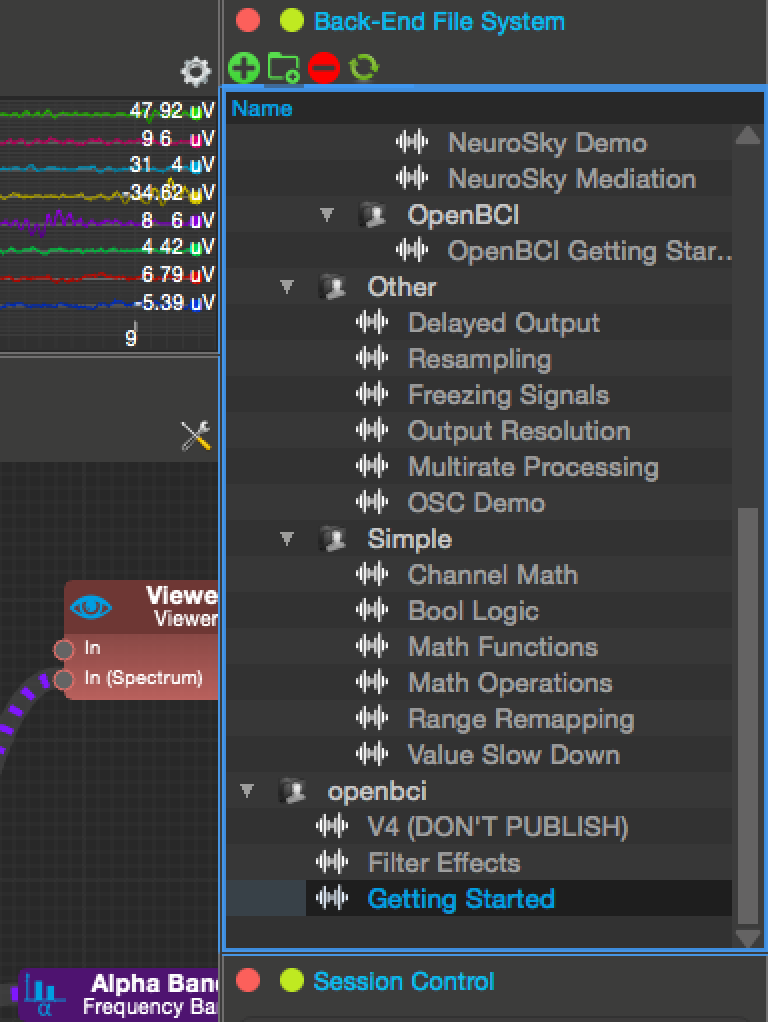 Back-End File System
Name
47.92 uV
9 6 uV
31 4 uV
-34.62 uV
8 6 uV
4.42 uV
6.79 uV
-5.39 uV
9
NeuroSky Demo
NeuroSky Mediation
OpenBCI
OpenBCI Getting Star..
Other
Delayed Output
Resampling
Freezing Signals
Output Resolution
Multirate Processing
OSC Demo
Simple
Channel Math
Bool Logic
Math Functions
Math Operations
Range Remapping
Value Slow Down
openbci
V4 (DON'T PUBLISH)
Filter Effects
Getting Started
Viewe
Viewer
In
In (Spectrum)
α
Alpha Ban
Frequency Ba
Session Control